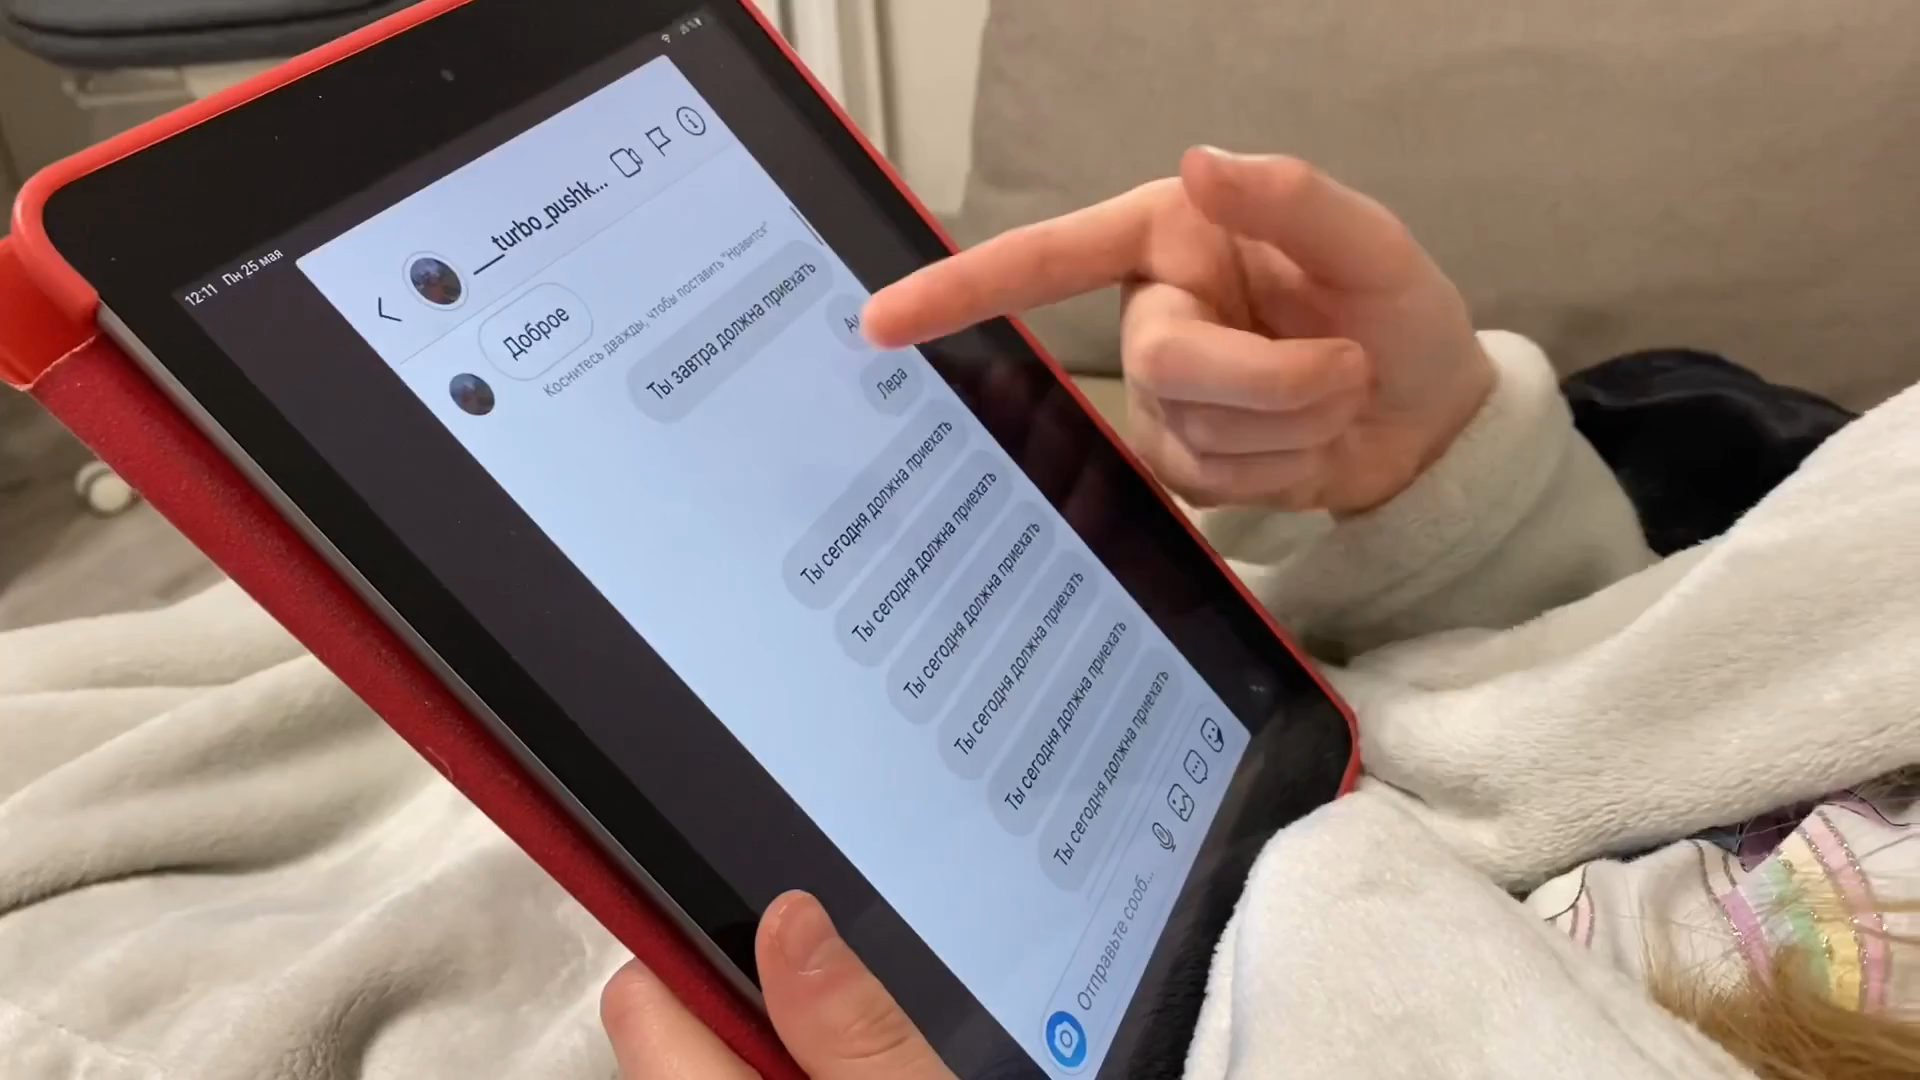 12:11 Пн 25 мая
__turbo_pushk...
Доброе
Коснитесь дважды, чтобы поставить "Нравится"
Ты завтра должна приехать
Ау
Лера
Ты сегодня должна приехать
Ты сегодня должна приехать
Ты сегодня должна приехать
Ты сегодня должна приехать
Ты сегодня должна приехать
Ты сегодня должна приехать
Отправьте сооб...